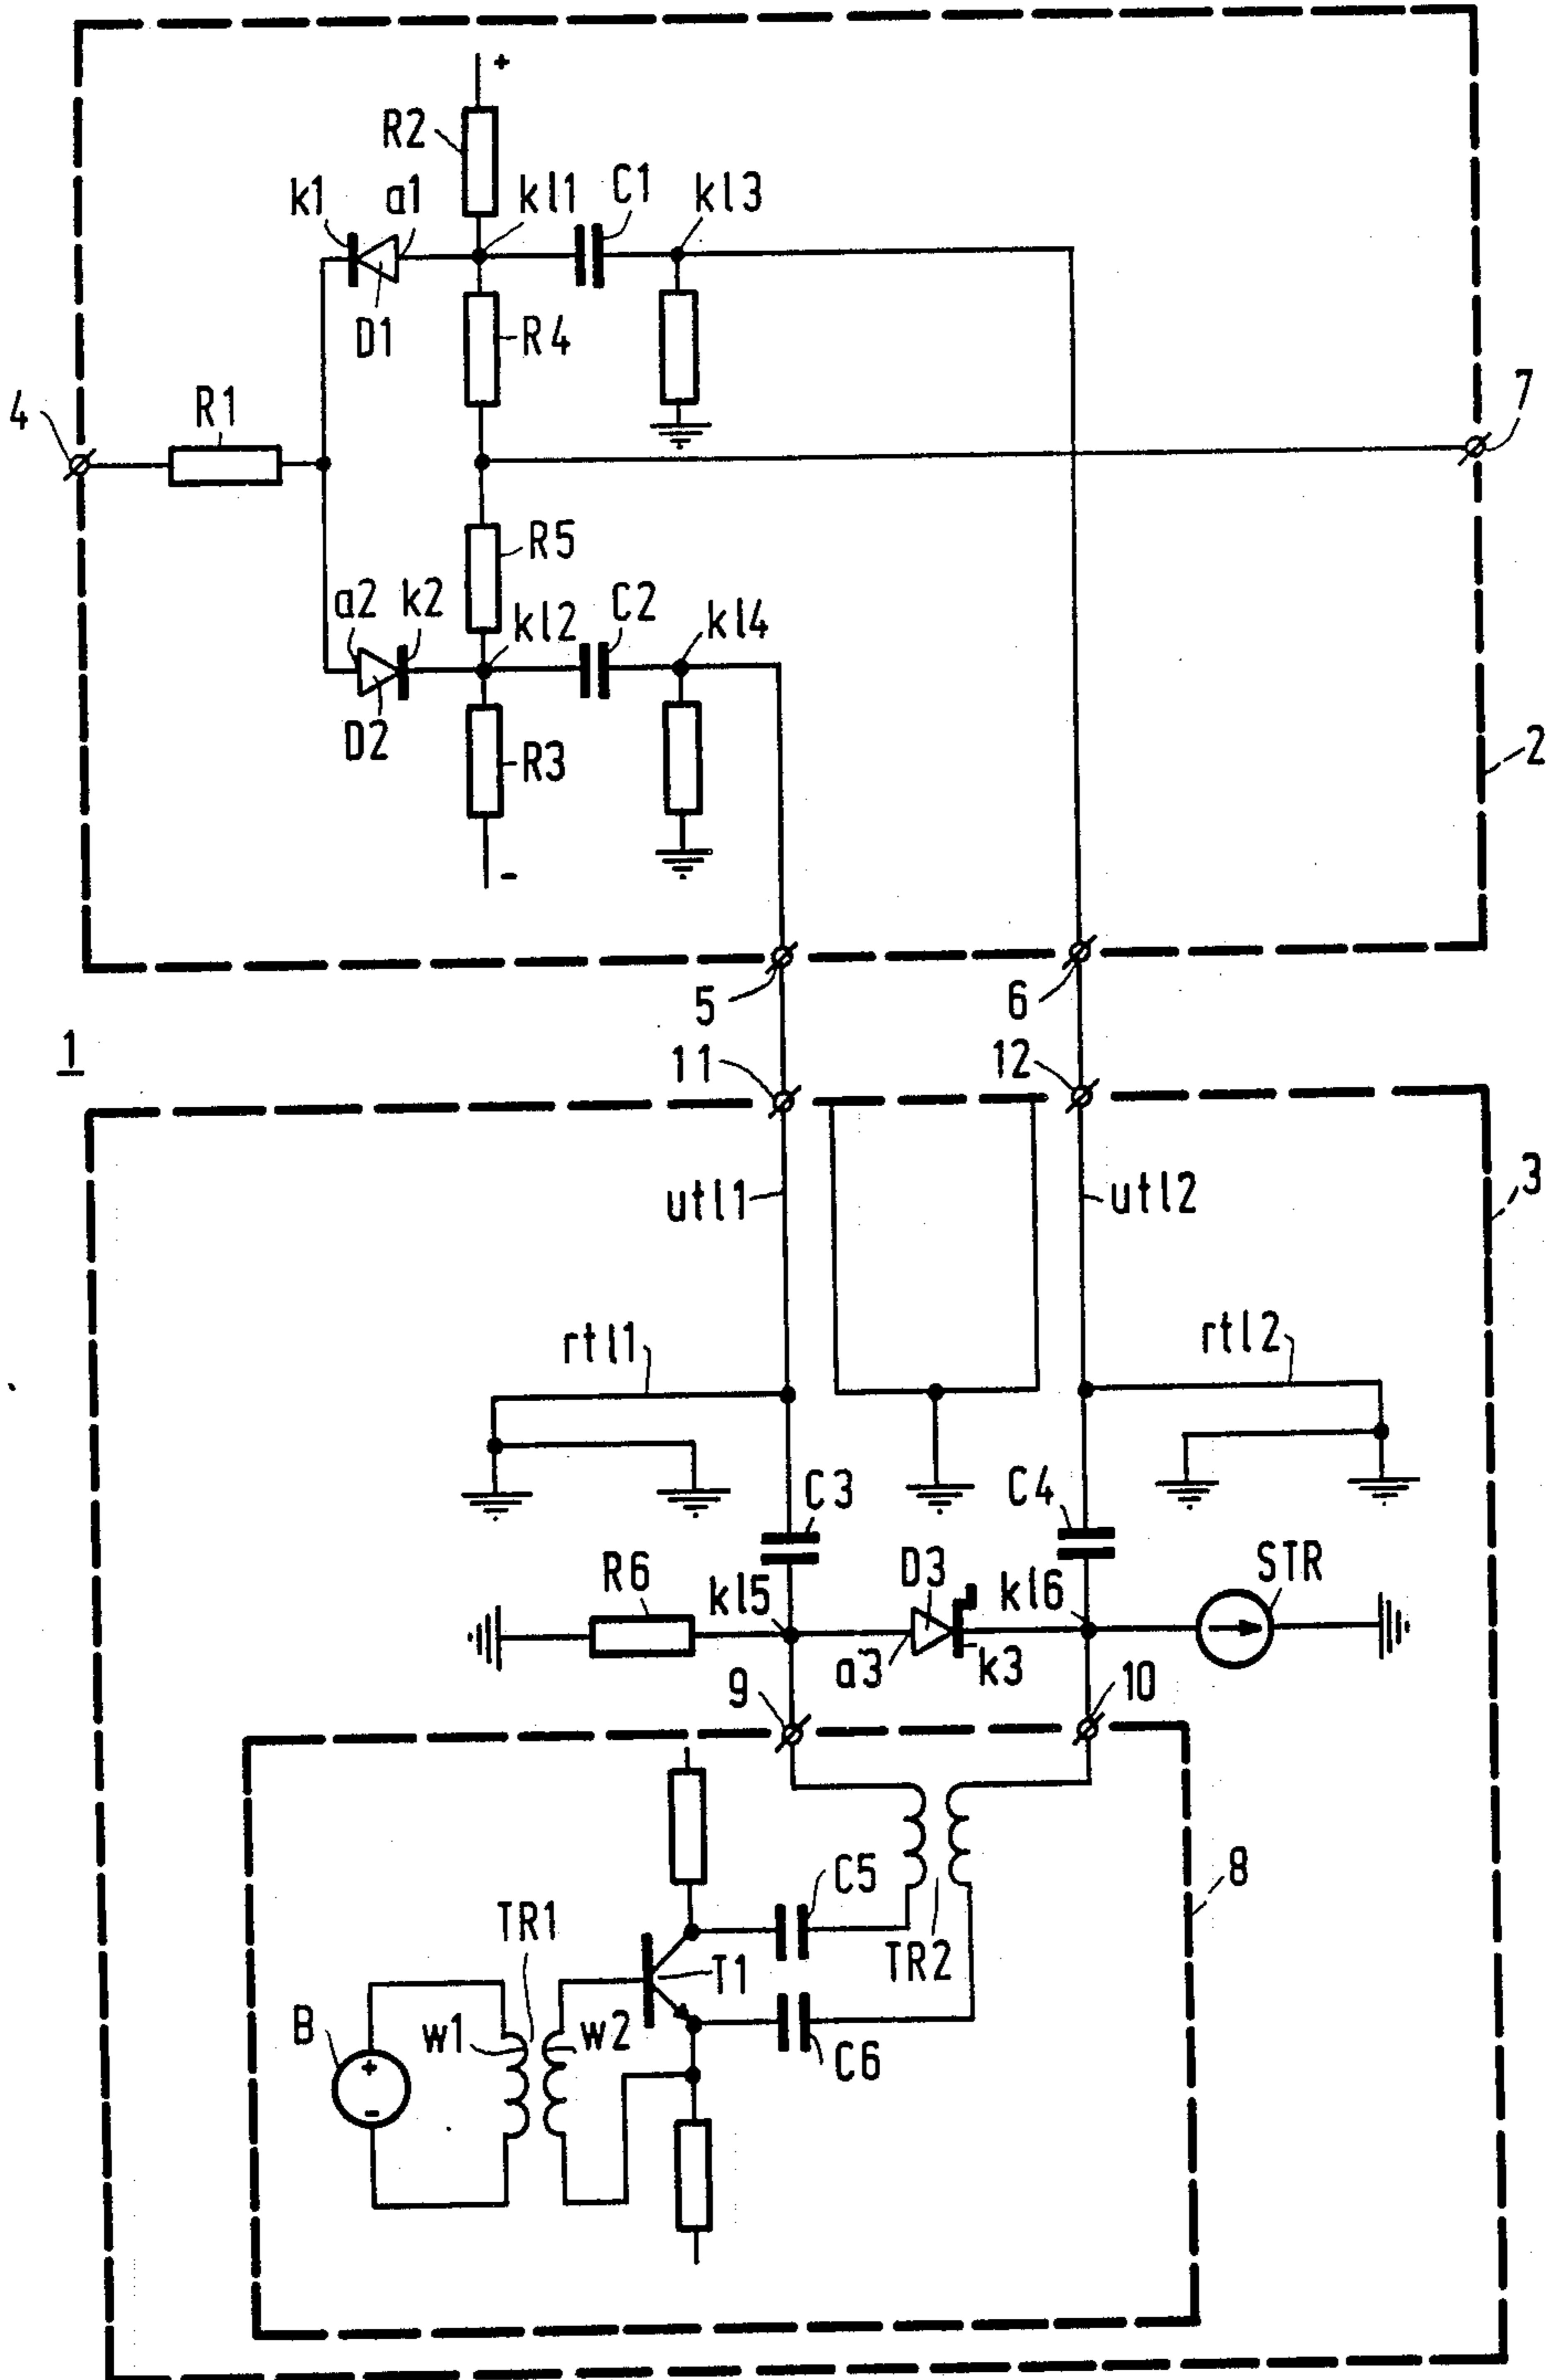 +
R2
k1
a1
kl1
C1
kl3
D1
R4
4
R1
7
R5
a2
k2
kl2
C2
kl4
D2
R3
2
-
5
6
1
11
12
utl1
utl2
3
rtl1
rtl2
C3
C4
R6
kl5
D3
kl6
STR
a3
k3
9
10
C5
8
TR1
TR2
T1
B
w1
w2
+
-
C6